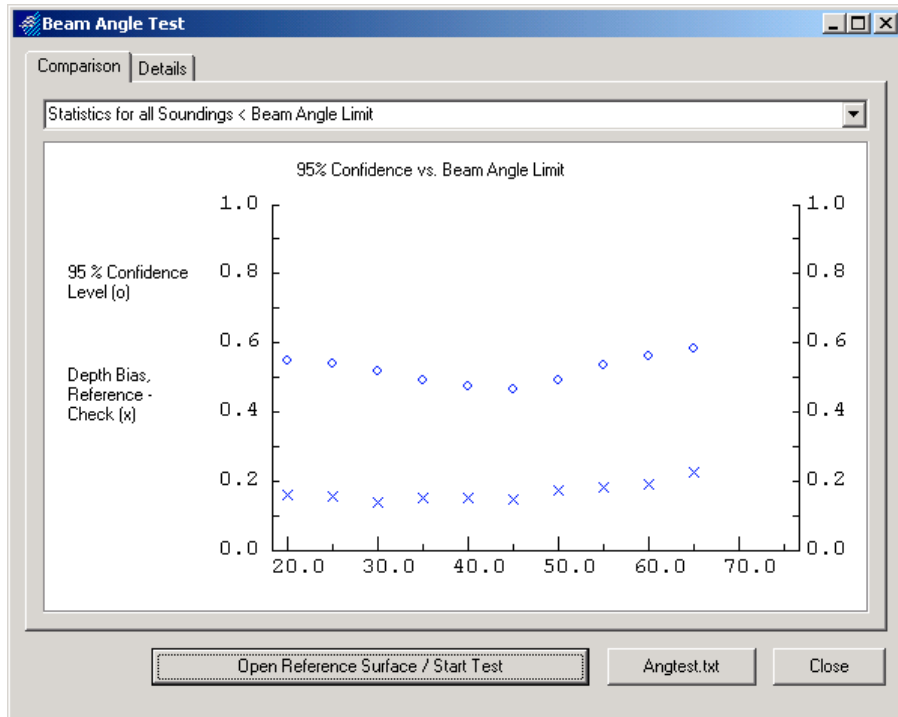 Beam Angle Test
Comparison
Details
Statistics for all Soundings < Beam Angle Limit
95% Confidence vs. Beam Angle Limit
1.0
1.0
95 % Confidence
Level (o)
0.8
0.8
0.6
0.6
Depth Bias,
Reference -
Check (x)
0.4
0.4
0.2
0.2
0.0
0.0
20.0 30.0 40.0 50.0 60.0 70.0
Open Reference Surface / Start Test
Angtest.txt
Close